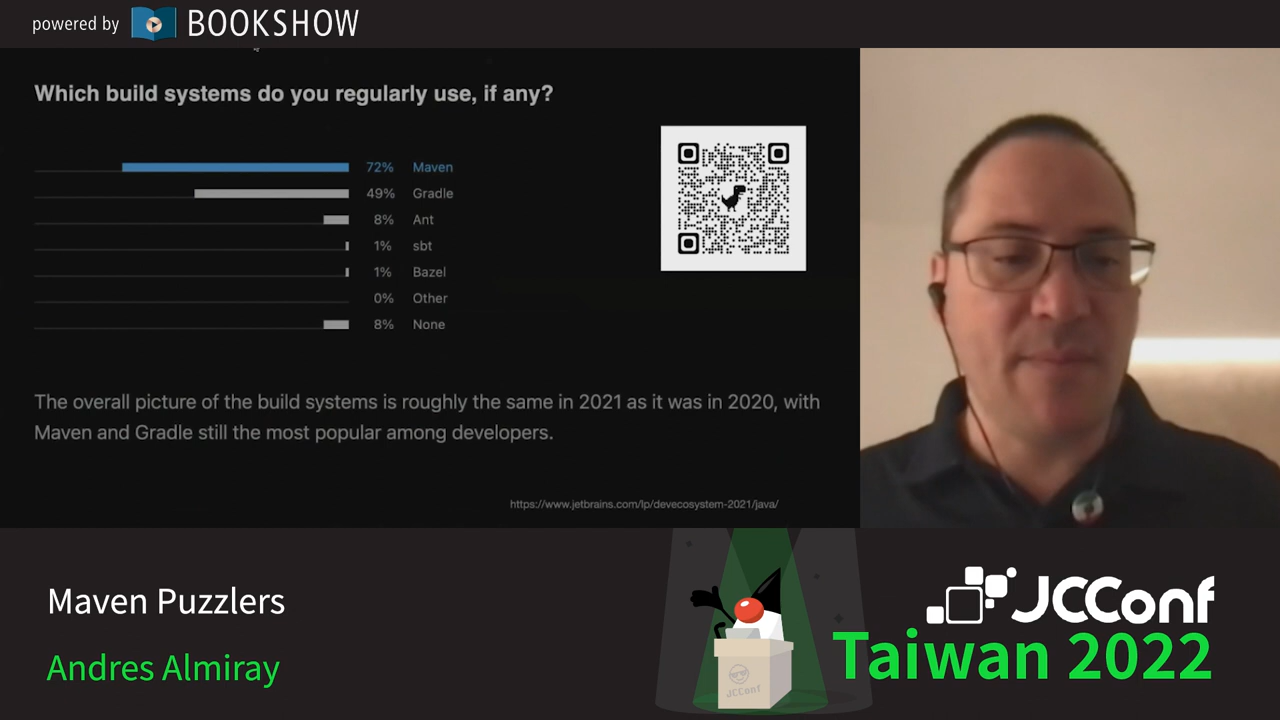 powered by BOOKSHOW
Which build systems do you regularly use, if any?
72% Maven
49% Gradle
8% Ant
1% sbt
1% Bazel
0% Other
8% None
The overall picture of the build systems is roughly the same in 2021 as it was in 2020, with
Maven and Gradle still the most popular among developers.
https://www.jetbrains.com/lp/devecosystem-2021/java/
Maven Puzzlers
Andres Almiray
JCConf
JCConf
Taiwan 2022